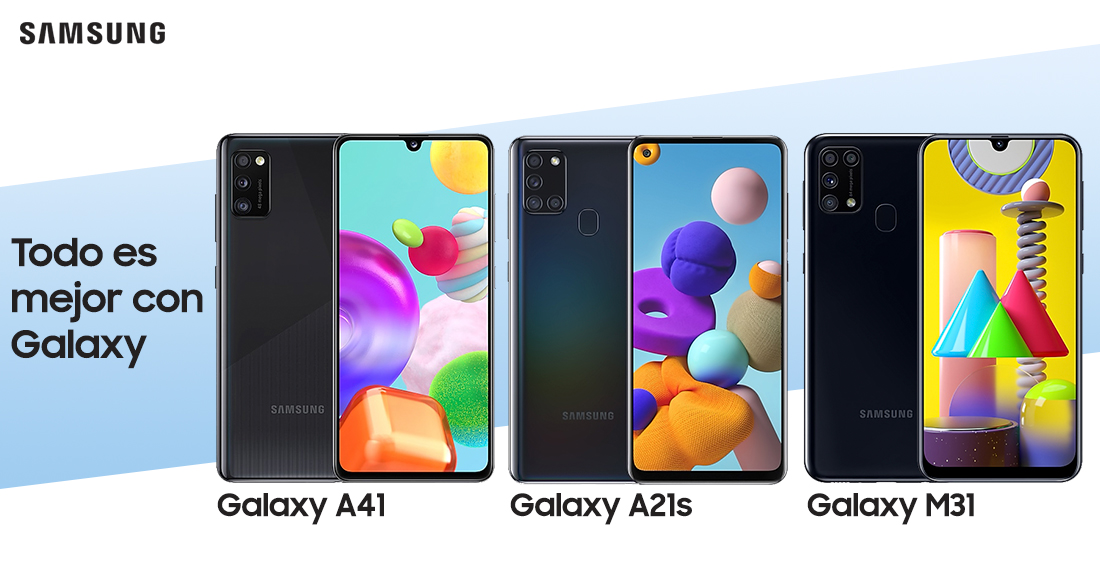 SAMSUNG
Todo es
mejor con
Galaxy
SAMSUNG
SAMSUNG
SAMSUNG
Galaxy A41
Galaxy A21s
Galaxy M31